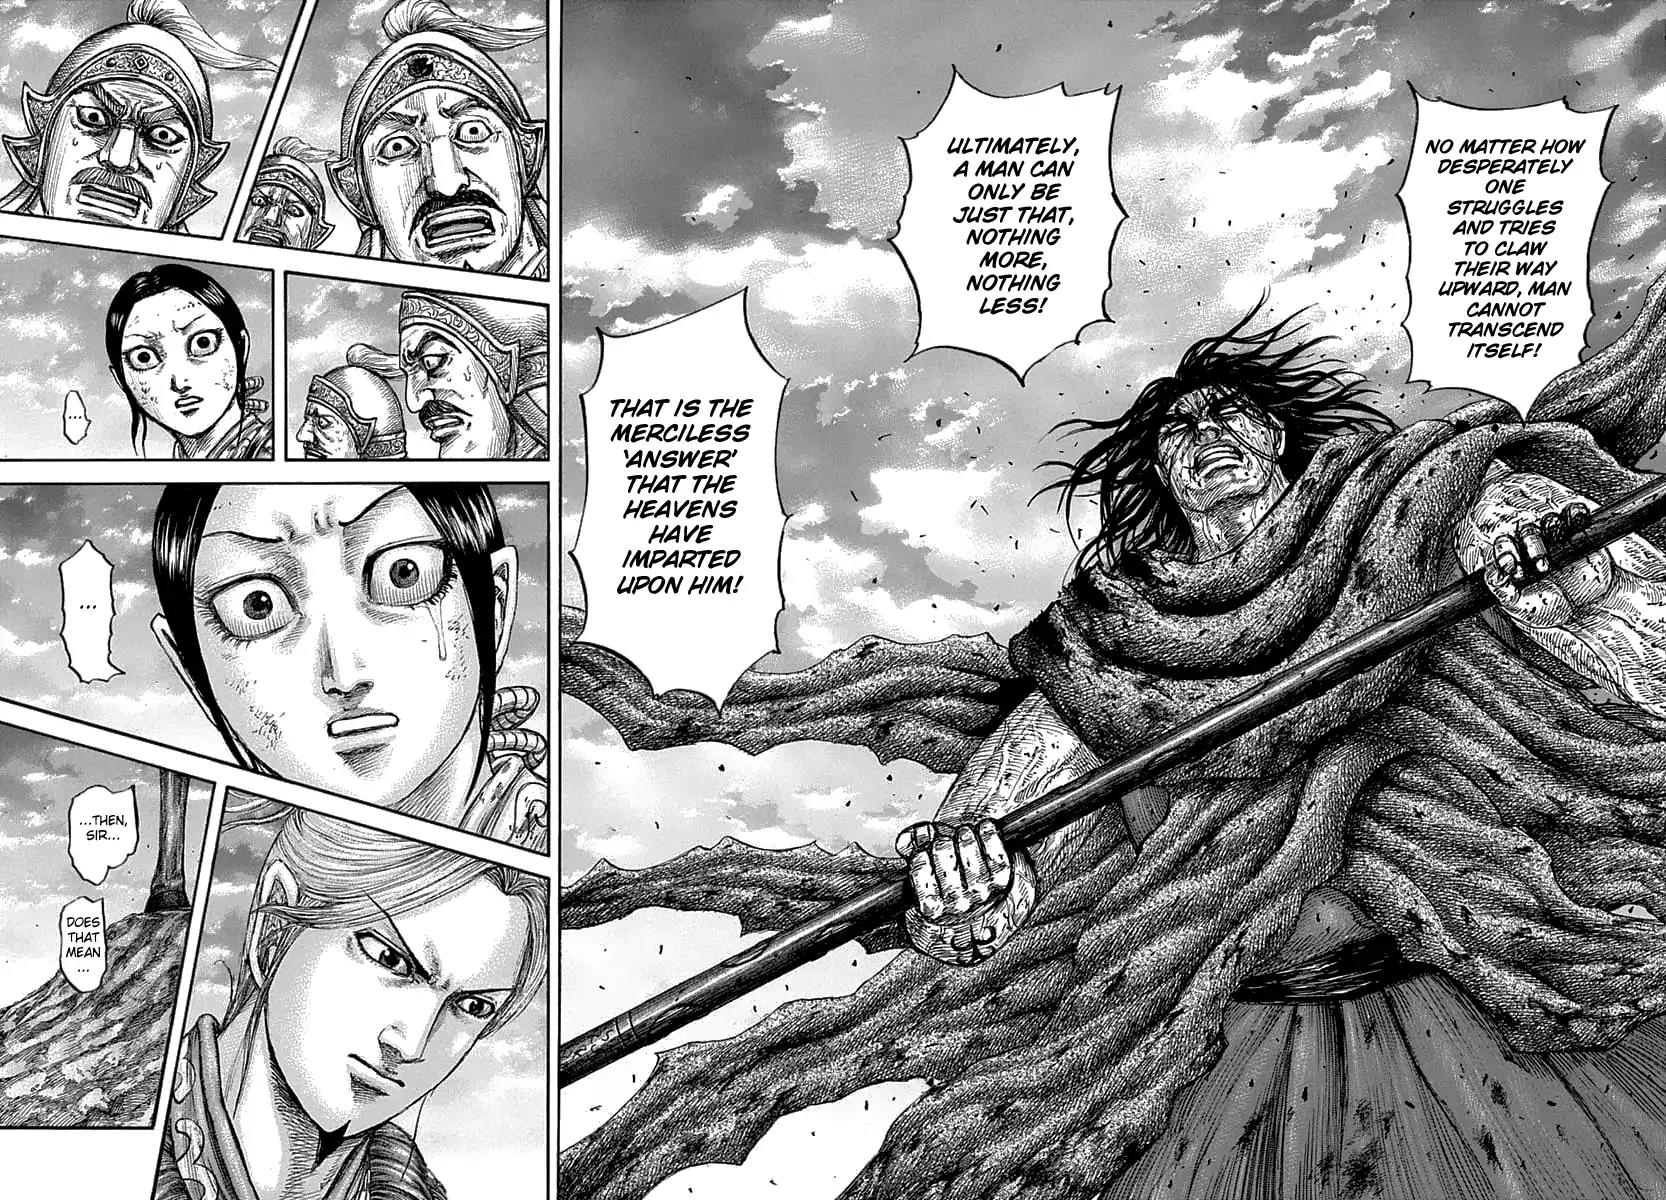 NO MATTER HOW
DESPERATELY
ONE
STRUGGLES
AND TRIES
TO CLAW
THEIR WAY
UPWARD, MAN
CANNOT
TRANSCEND
ITSELF!
ULTIMATELY,
A MAN CAN
ONLY BE
JUST THAT,
NOTHING
MORE,
NOTHING
LESS!
THAT IS THE
MERCILESS
'ANSWER'
THAT THE
HEAVENS
HAVE
IMPARTED
UPON HIM!
...
...
...THEN,
SIR...
DOES
THAT
MEAN
...